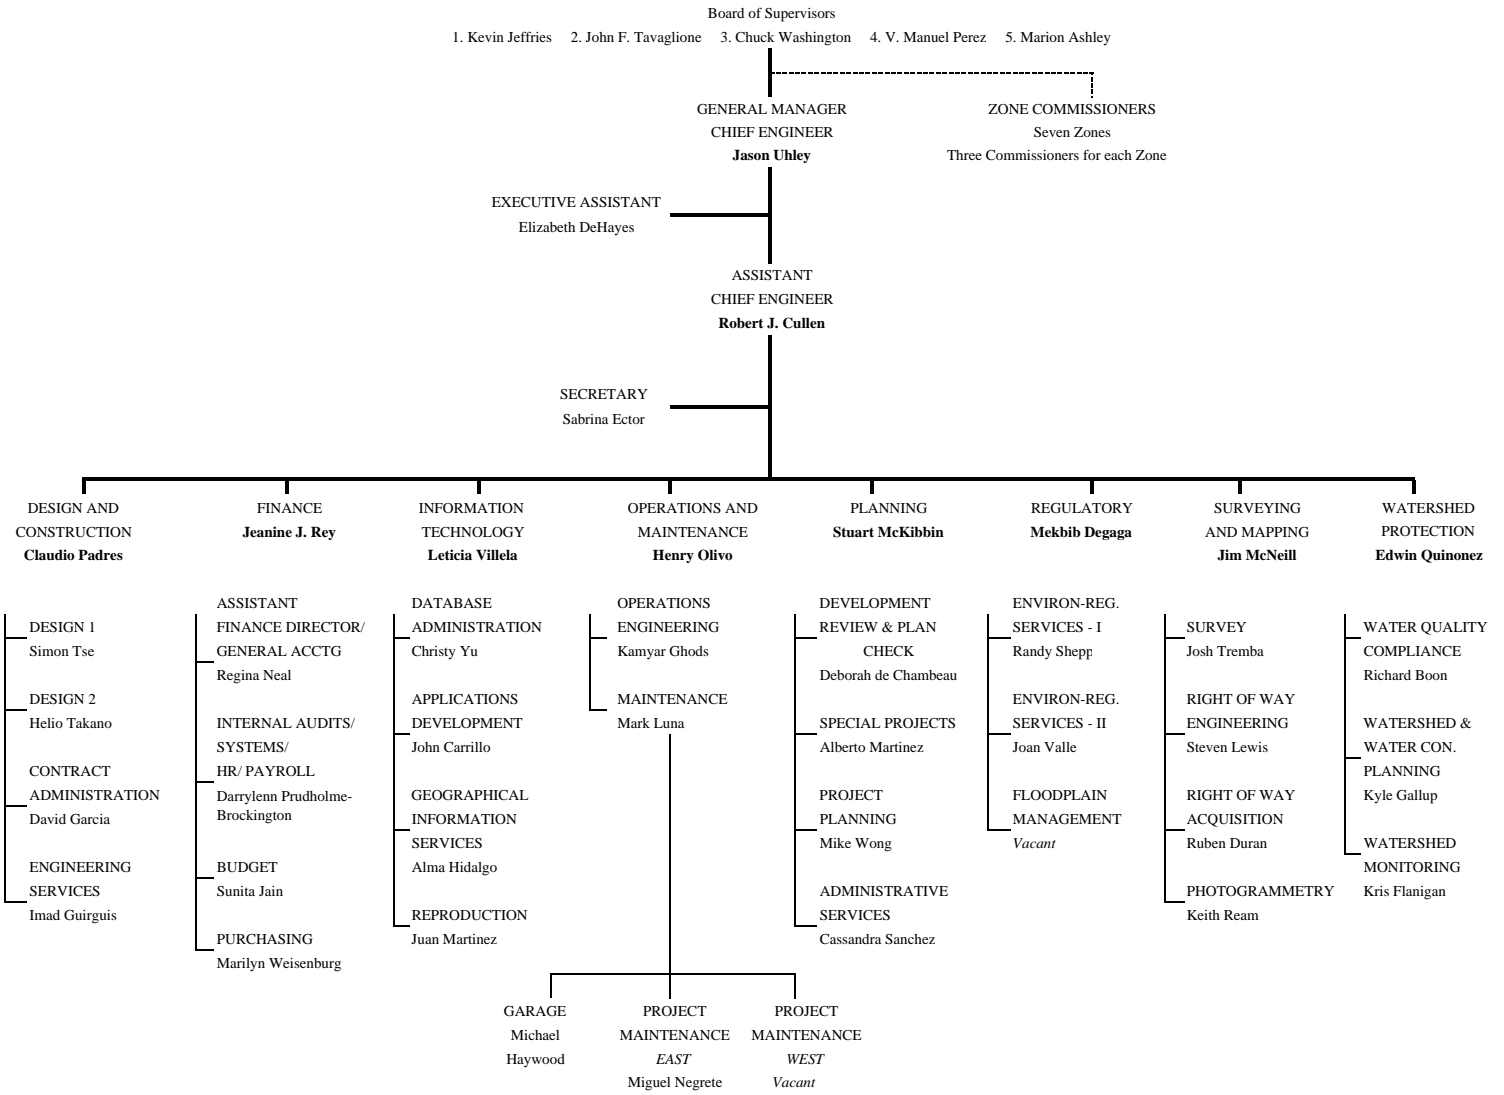 Board of Supervisors
1. Kevin Jeffries 2. John F. Tavaglione 3. Chuck Washington 4. V. Manuel Perez 5. Marion Ashley
GENERAL MANAGER
CHIEF ENGINEER
Jason Uhley
ZONE COMMISSIONERS
Seven Zones
Three Commissioners for each Zone
EXECUTIVE ASSISTANT
Elizabeth DeHayes
ASSISTANT
CHIEF ENGINEER
Robert J. Cullen
SECRETARY
Sabrina Ector
DESIGN AND
CONSTRUCTION
Claudio Padres
DESIGN 1
Simon Tse
DESIGN 2
Helio Takano
CONTRACT
ADMINISTRATION
David Garcia
ENGINEERING
SERVICES
Imad Guirguis
FINANCE
Jeanine J. Rey
ASSISTANT
FINANCE DIRECTOR/
GENERAL ACCTG
Regina Neal
INTERNAL AUDITS/
SYSTEMS/
HR/ PAYROLL
Darrylenn Prudholme-
Brockington
BUDGET
Sunita Jain
PURCHASING
Marilyn Weisenburg
INFORMATION
TECHNOLOGY
Leticia Villela
DATABASE
ADMINISTRATION
Christy Yu
APPLICATIONS
DEVELOPMENT
John Carrillo
GEOGRAPHICAL
INFORMATION
SERVICES
Alma Hidalgo
REPRODUCTION
Juan Martinez
OPERATIONS AND
MAINTENANCE
Henry Olivo
OPERATIONS
ENGINEERING
Kamyar Ghods
MAINTENANCE
Mark Luna
GARAGE
Michael
Haywood
PROJECT
MAINTENANCE
EAST
Miguel Negrete
PROJECT
MAINTENANCE
WEST
Vacant
PLANNING
Stuart McKibbin
DEVELOPMENT
REVIEW & PLAN
CHECK
Deborah de Chambeau
SPECIAL PROJECTS
Alberto Martinez
PROJECT
PLANNING
Mike Wong
ADMINISTRATIVE
SERVICES
Cassandra Sanchez
REGULATORY
Mekbib Degaga
ENVIRON-REG.
SERVICES - I
Randy Shepp
ENVIRON-REG.
SERVICES - II
Joan Valle
FLOODPLAIN
MANAGEMENT
Vacant
SURVEYING
AND MAPPING
Jim McNeill
SURVEY
Josh Tremba
RIGHT OF WAY
ENGINEERING
Steven Lewis
RIGHT OF WAY
ACQUISITION
Ruben Duran
PHOTOGRAMMETRY
Keith Ream
WATERSHED
PROTECTION
Edwin Quinonez
WATER QUALITY
COMPLIANCE
Richard Boon
WATERSHED &
WATER CON.
PLANNING
Kyle Gallup
WATERSHED
MONITORING
Kris Flanigan